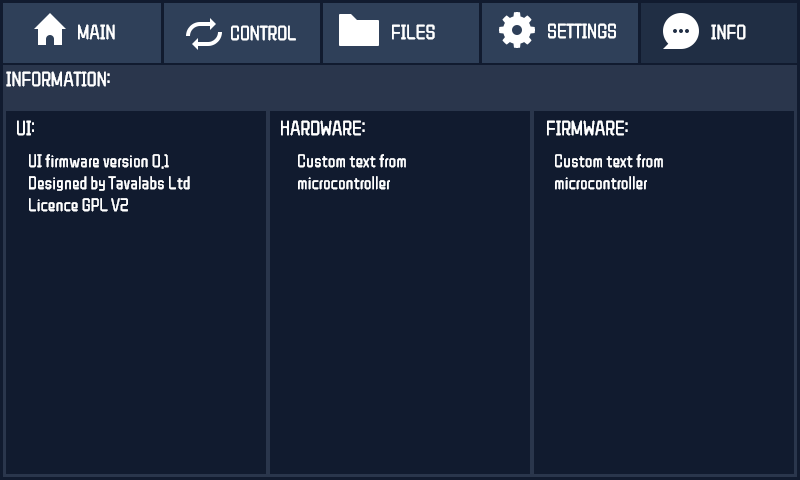 MAIN
CONTROL
FILES
SETTINGS
INFO
INFORMATION:
UI:
UI firmware version 0.1
Designed by Tavalabs Ltd
Licence GPL V2
HARDWARE:
Custom text from
microcontroller
FIRMWARE:
Custom text from
microcontroller